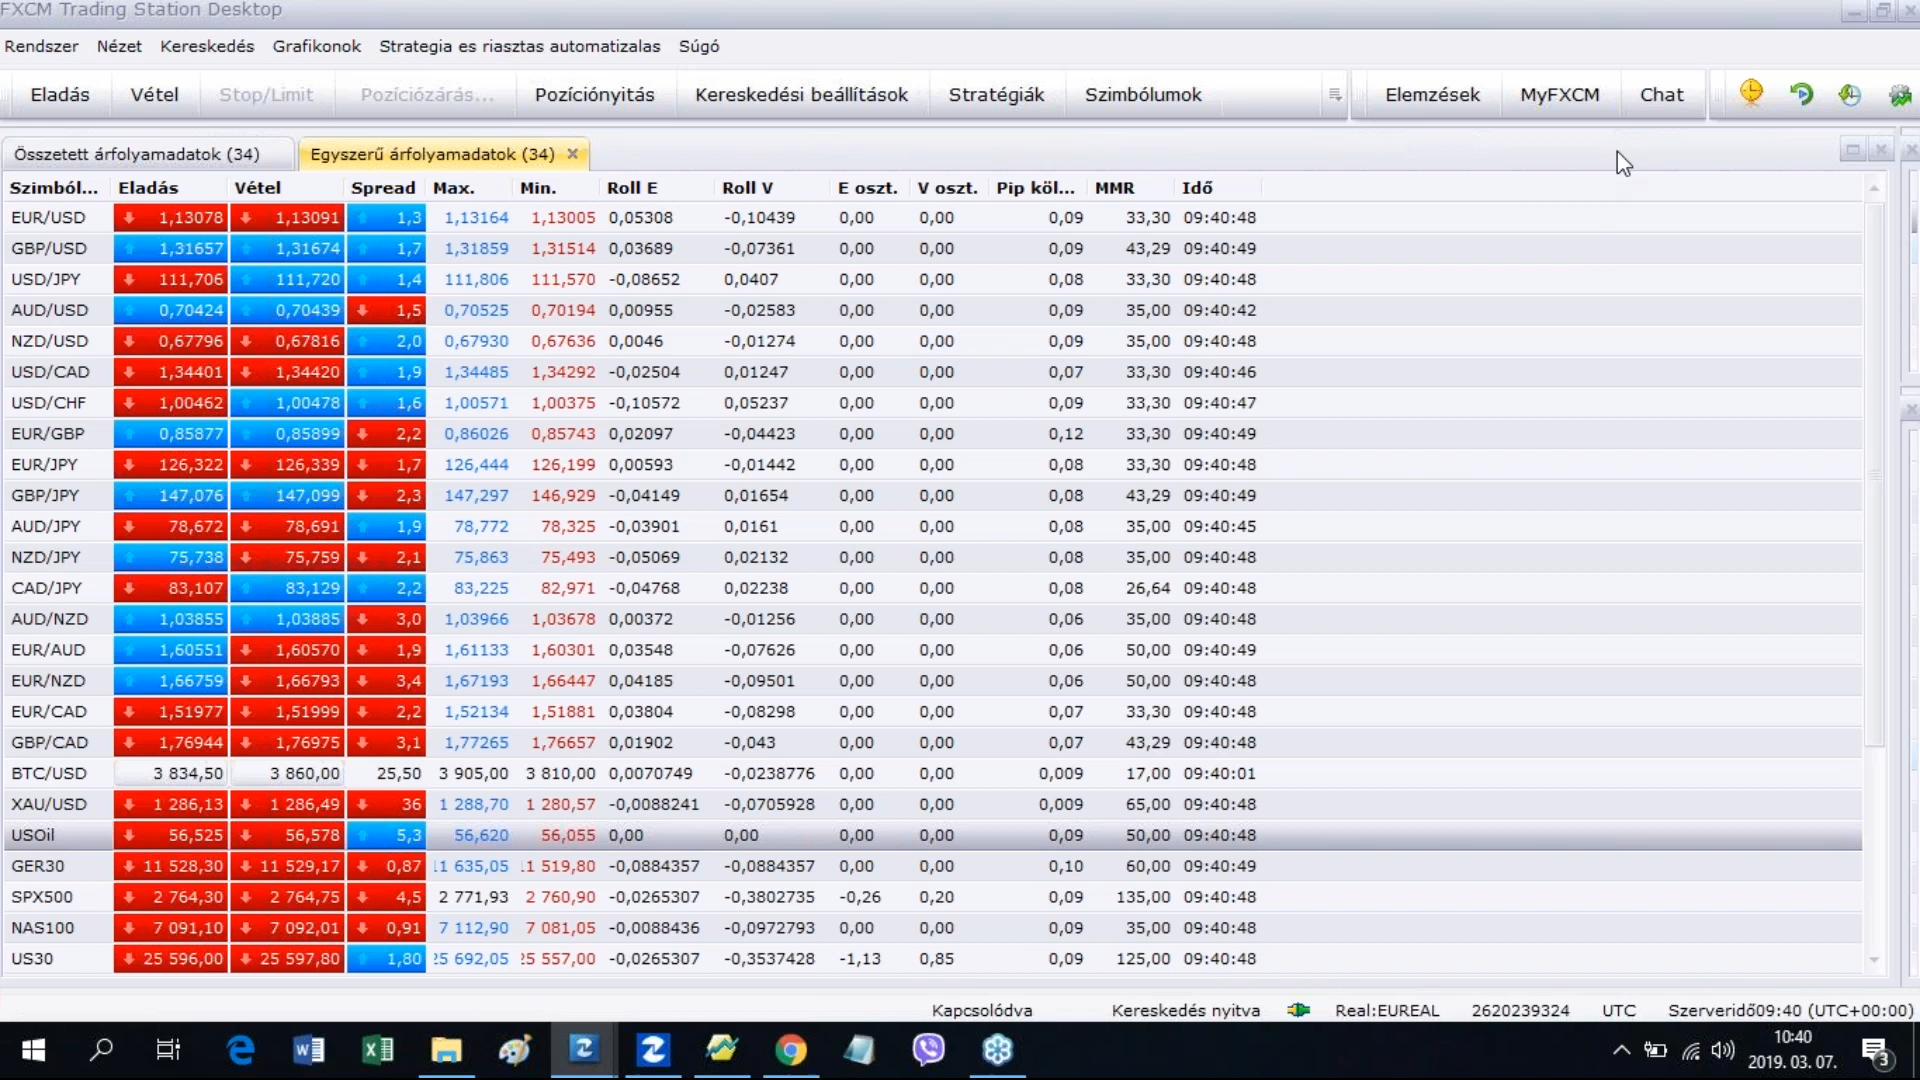 FXCM Trading Station Desktop
Rendszer Nézet Kereskedés Grafikonok Strategia es riasztas automatizalas Súgó
Eladás Vétel Stop/Limit Pozíciózárás... Pozíciónyitás Kereskedési beállítások Stratégiák Szimbólumok Elemzések MyFXCM Chat
Összetett árfolyamadatok (34) Egyszerű árfolyamadatok (34)
Szimból... Eladás Vétel Spread Max. Min. Roll E Roll V E oszt. V oszt. Pip köl... MMR Idő
EUR/USD 1,13078 1,13091 1,3 1,13164 1,13005 0,05308 -0,10439 0,00 0,00 0,09 33,30 09:40:48
GBP/USD 1,31657 1,31674 1,7 1,31859 1,31514 0,03689 -0,07361 0,00 0,00 0,09 43,29 09:40:49
USD/JPY 111,706 111,720 1,4 111,806 111,570 -0,08652 0,0407 0,00 0,00 0,08 33,30 09:40:48
AUD/USD 0,70424 0,70439 1,5 0,70525 0,70194 0,00955 -0,02583 0,00 0,00 0,09 35,00 09:40:42
NZD/USD 0,67796 0,67816 2,0 0,67930 0,67636 0,0046 -0,01274 0,00 0,00 0,09 35,00 09:40:48
USD/CAD 1,34401 1,34420 1,9 1,34485 1,34292 -0,02504 0,01247 0,00 0,00 0,07 33,30 09:40:46
USD/CHF 1,00462 1,00478 1,6 1,00571 1,00375 -0,10572 0,05237 0,00 0,00 0,09 33,30 09:40:47
EUR/GBP 0,85877 0,85899 2,2 0,86026 0,85743 0,02097 -0,04423 0,00 0,00 0,12 33,30 09:40:49
EUR/JPY 126,322 126,339 1,7 126,444 126,199 0,00593 -0,01442 0,00 0,00 0,08 33,30 09:40:48
GBP/JPY 147,076 147,099 2,3 147,297 146,929 -0,04149 0,01654 0,00 0,00 0,08 43,29 09:40:49
AUD/JPY 78,672 78,691 1,9 78,772 78,325 -0,03901 0,0161 0,00 0,00 0,08 35,00 09:40:45
NZD/JPY 75,738 75,759 2,1 75,863 75,493 -0,05069 0,02132 0,00 0,00 0,08 35,00 09:40:48
CAD/JPY 83,107 83,129 2,2 83,225 82,971 -0,04768 0,02238 0,00 0,00 0,08 26,64 09:40:48
AUD/NZD 1,03855 1,03885 3,0 1,03966 1,03678 0,00372 -0,01256 0,00 0,00 0,06 35,00 09:40:48
EUR/AUD 1,60551 1,60570 1,9 1,61133 1,60301 0,03548 -0,07626 0,00 0,00 0,06 50,00 09:40:49
EUR/NZD 1,66759 1,66793 3,4 1,67193 1,66447 0,04185 -0,09501 0,00 0,00 0,06 50,00 09:40:48
EUR/CAD 1,51977 1,51999 2,2 1,52134 1,51881 0,03804 -0,08298 0,00 0,00 0,07 33,30 09:40:48
GBP/CAD 1,76944 1,76975 3,1 1,77265 1,76657 0,01902 -0,043 0,00 0,00 0,07 43,29 09:40:48
BTC/USD 3 834,50 3 860,00 25,50 3 905,00 3 810,00 0,0070749 -0,0238776 0,00 0,00 0,009 17,00 09:40:01
XAU/USD 1 286,13 1 286,49 36 1 288,70 1 280,57 -0,0088241 -0,0705928 0,00 0,00 0,009 65,00 09:40:48
USOil 56,525 56,578 5,3 56,620 56,055 0,00 0,00 0,00 0,00 0,09 50,00 09:40:48
GER30 11 528,30 11 529,17 0,87 11 635,05 11 519,80 -0,0884357 -0,0884357 0,00 0,00 0,10 60,00 09:40:49
SPX500 2 764,30 2 764,75 4,5 2 771,93 2 760,90 -0,0265307 -0,3802735 -0,26 0,20 0,09 135,00 09:40:48
NAS100 7 091,10 7 092,01 0,91 7 112,90 7 081,05 -0,0088436 -0,0972793 0,00 0,00 0,09 35,00 09:40:48
US30 25 596,00 25 597,80 1,80 25 692,05 25 557,00 -0,0265307 -0,3537428 -1,13 0,85 0,09 125,00 09:40:48
Kapcsolódva Kereskedés nyitva Real:EUREAL 2620239324 UTC Szerveridő09:40 (UTC+00:00)
10:40
2019. 03. 07.
3